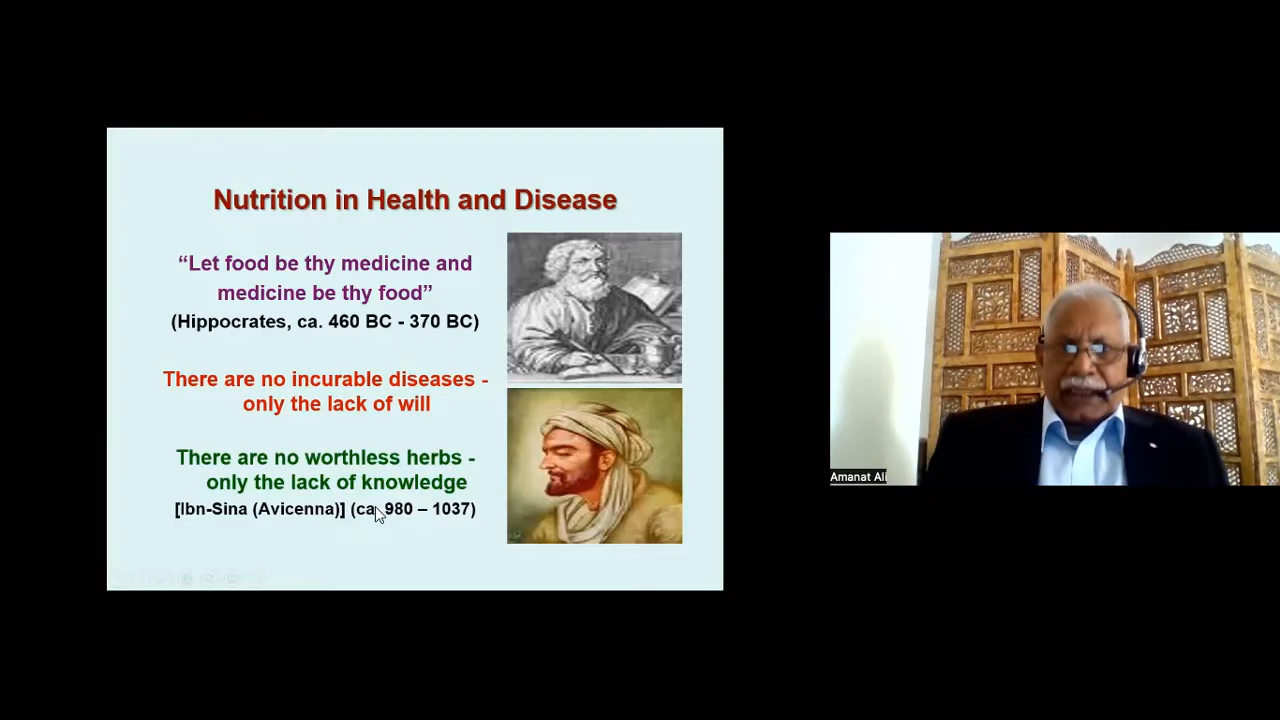 Nutrition in Health and Disease
“Let food be thy medicine and
medicine be thy food”
(Hippocrates, ca. 460 BC - 370 BC)
There are no incurable diseases -
only the lack of will
There are no worthless herbs -
only the lack of knowledge
[Ibn-Sina (Avicenna)] (ca. 980 – 1037)
Amanat Ali